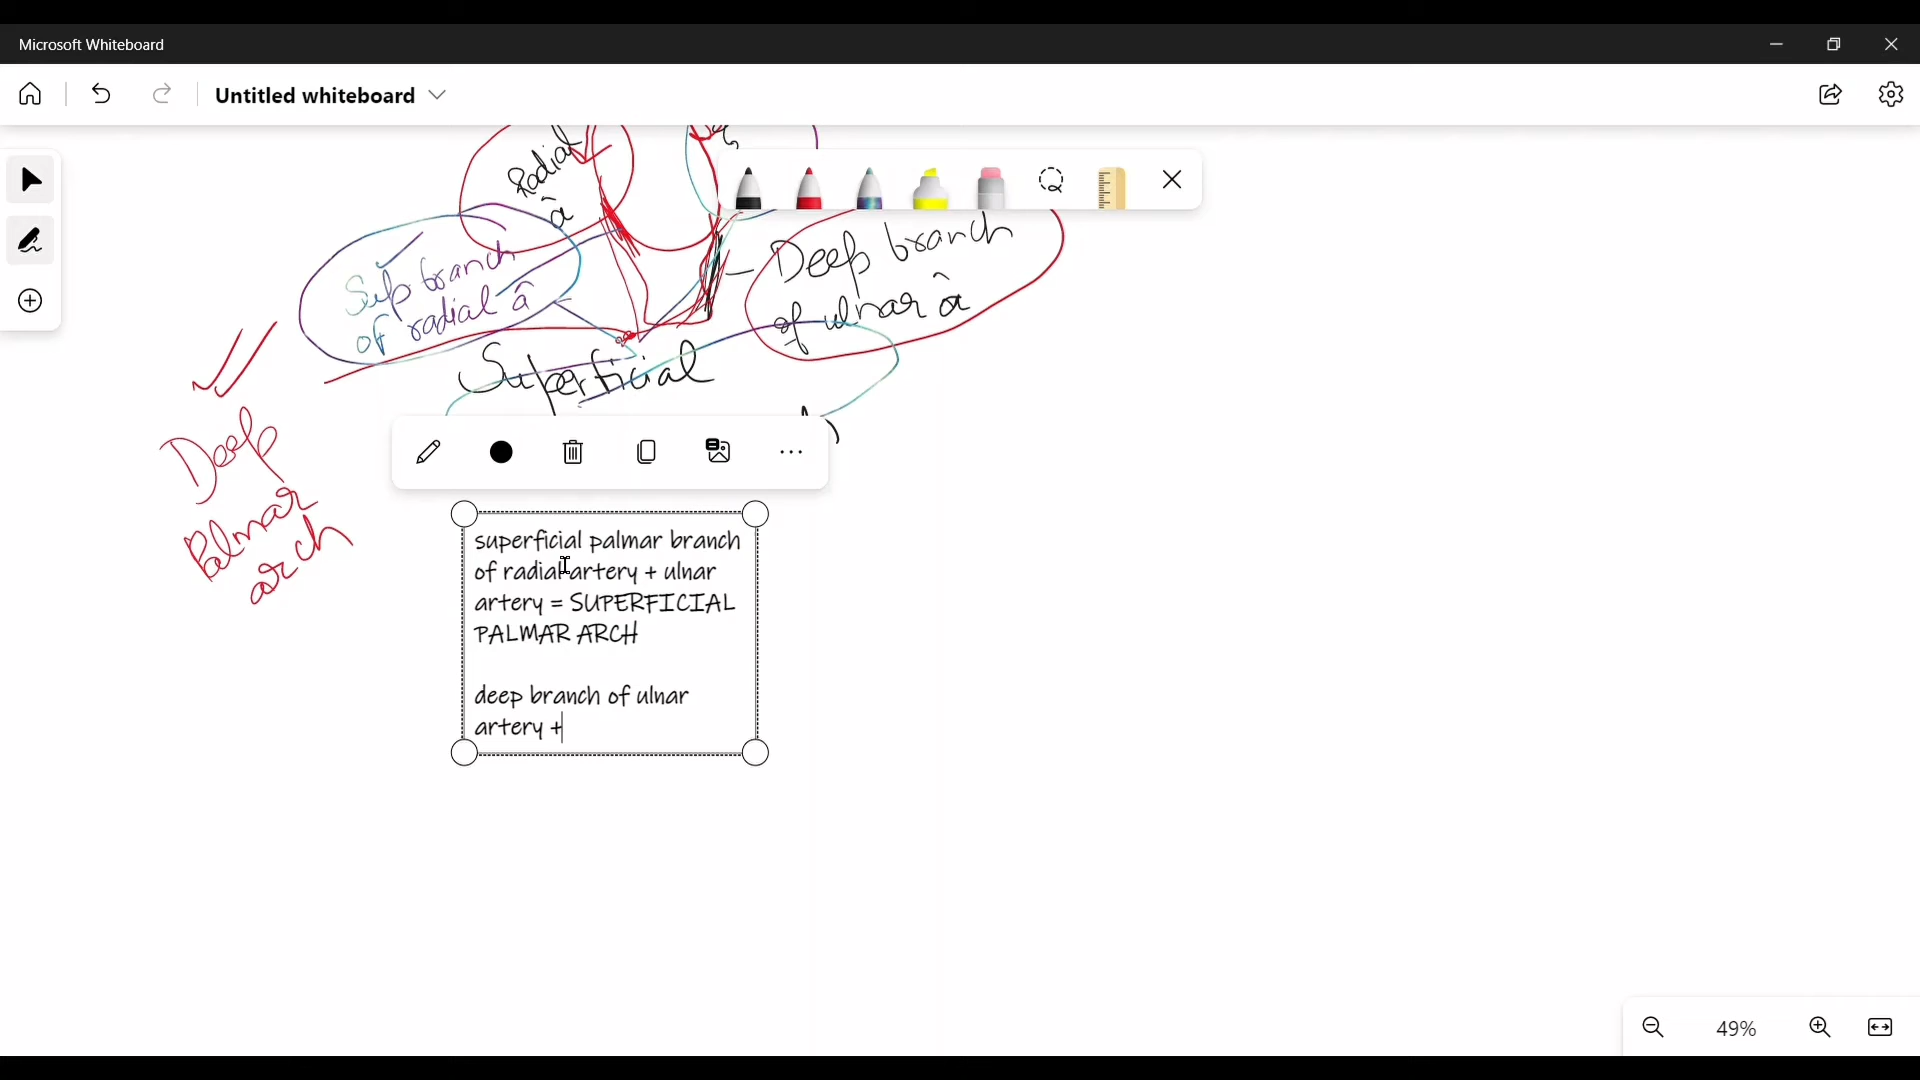 Microsoft Whiteboard
Untitled whiteboard
Radial
â
Sup branch
of radial â
Deep branch
of ulnar â
Superficial
Deep
Palmar
arch
superficial palmar branch
of radial artery + ulnar
artery = SUPERFICIAL
PALMAR ARCH
deep branch of ulnar
artery +
49%